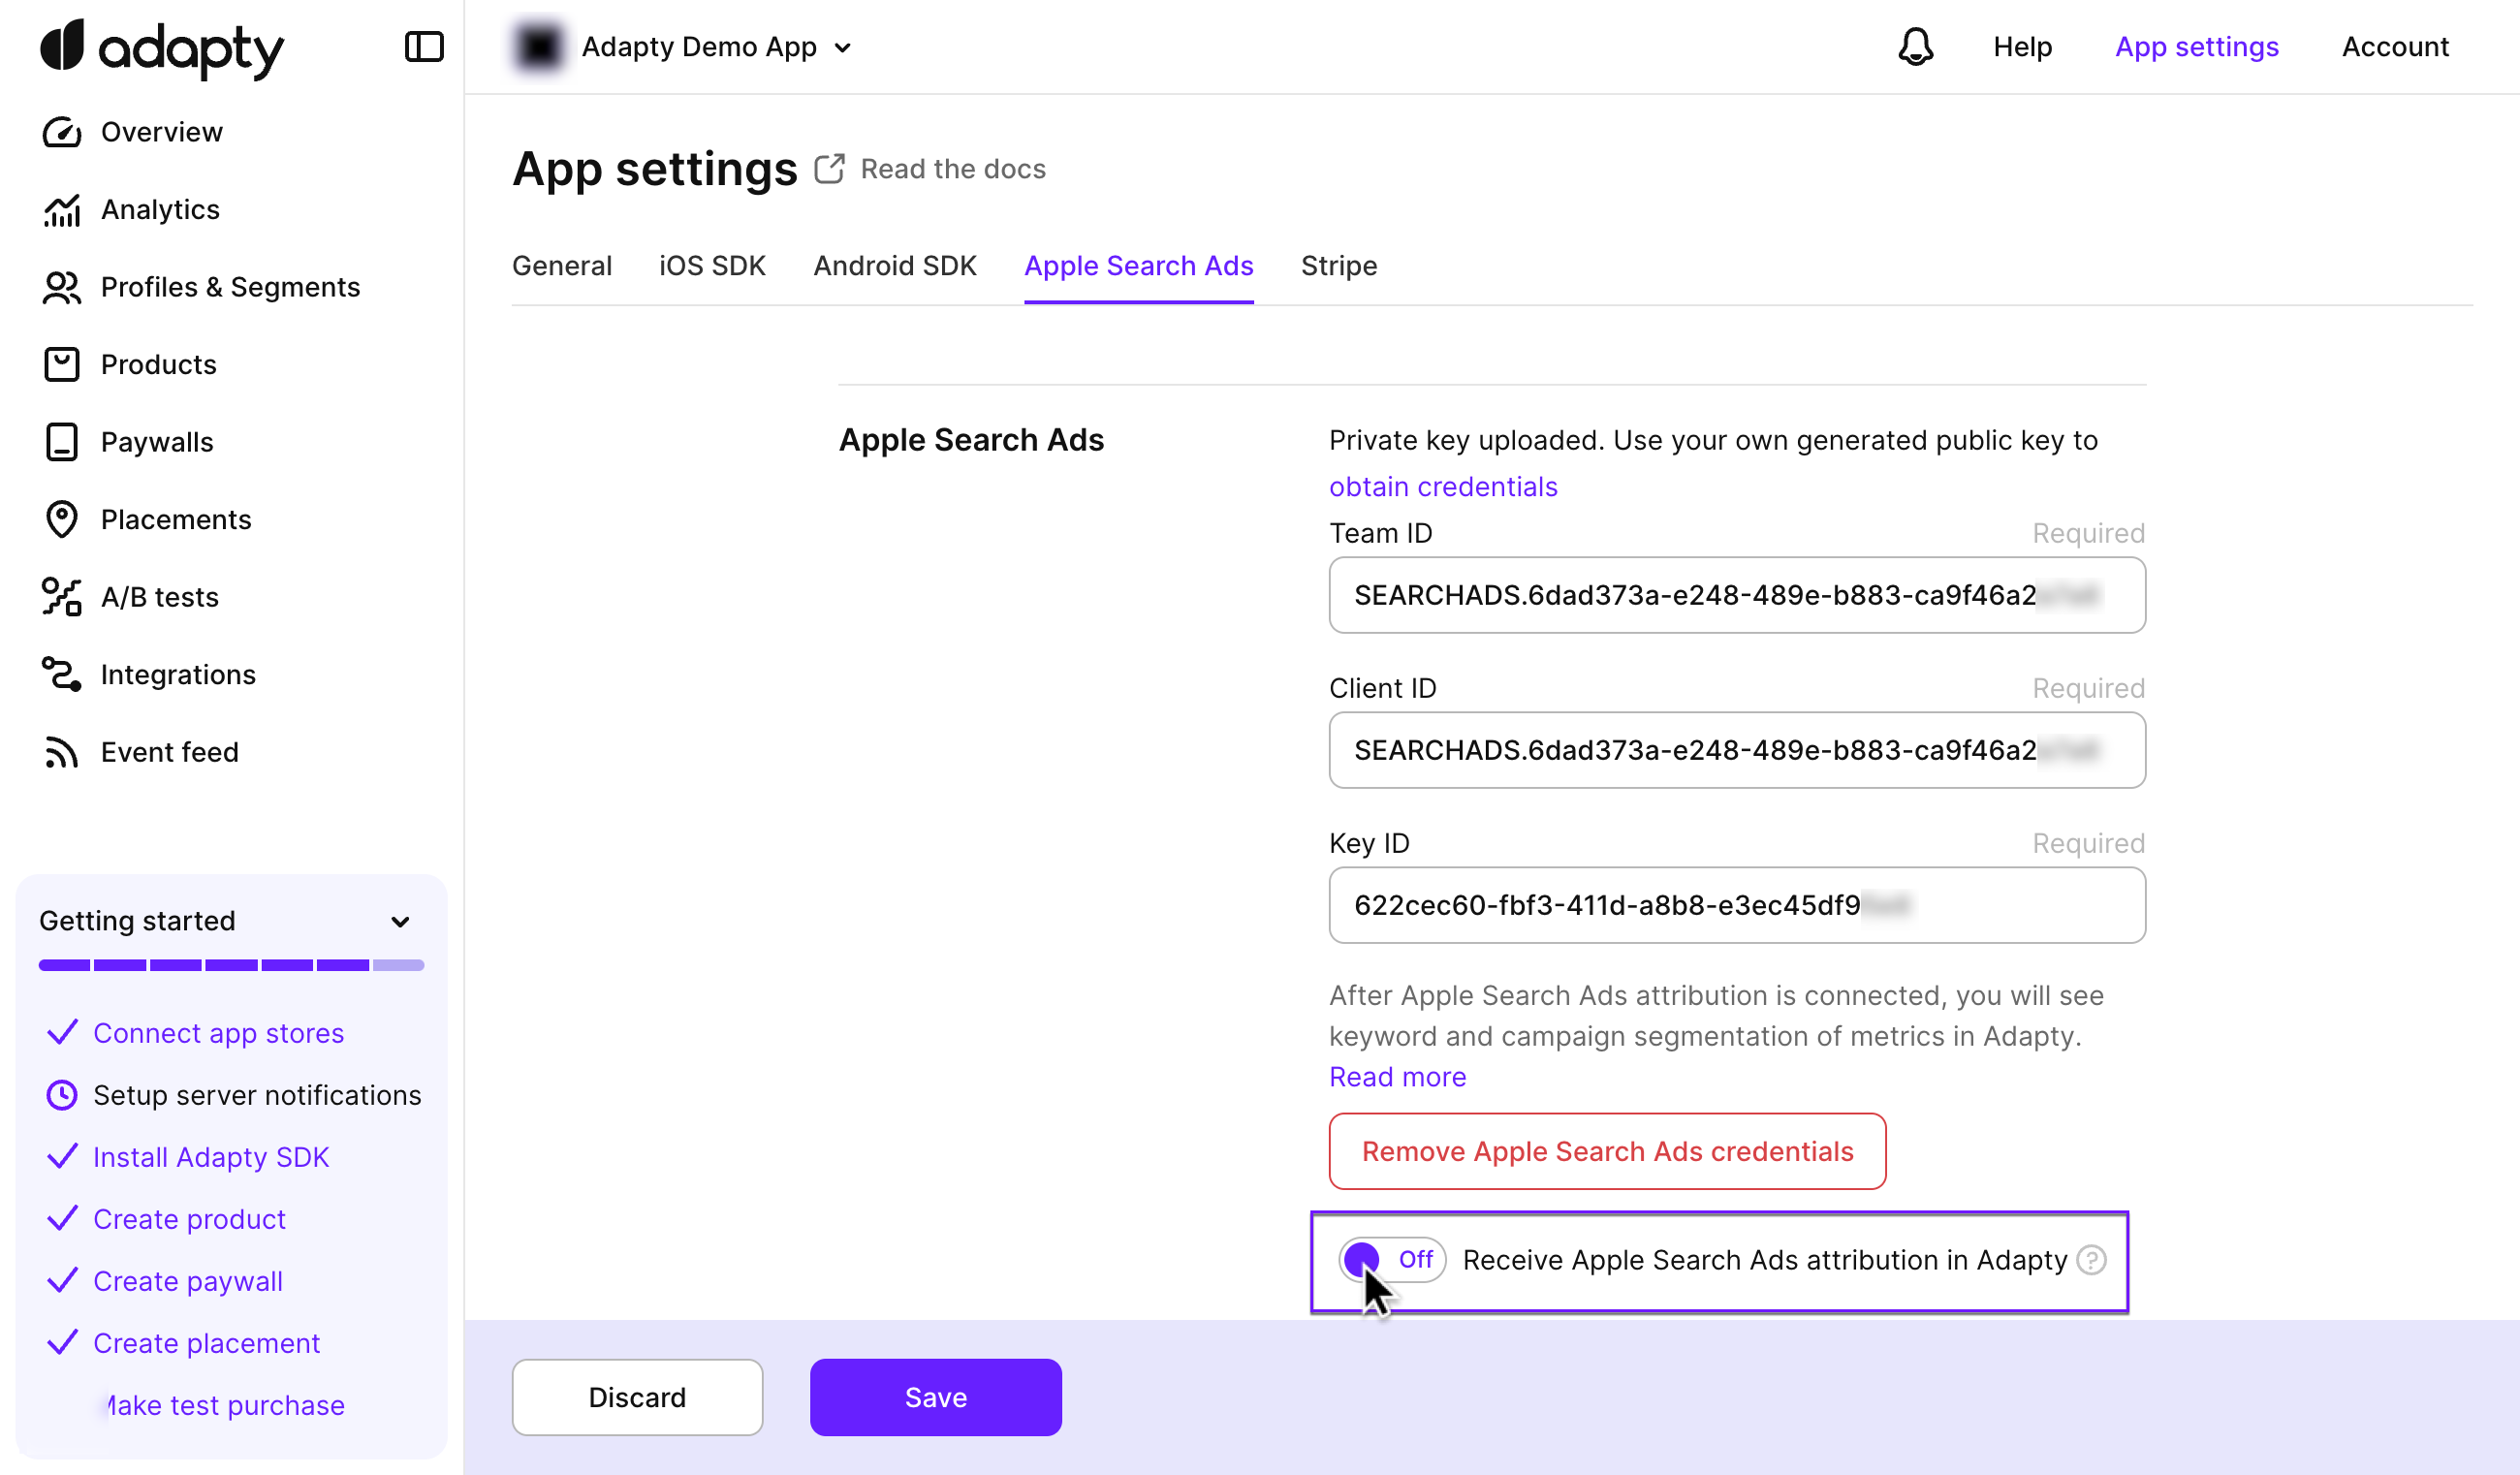 adapty
Adapty Demo App
Help
App settings
Account
Overview
Analytics
Profiles & Segments
Products
Paywalls
Placements
A/B tests
Integrations
Event feed
Getting started
Connect app stores
Setup server notifications
Install Adapty SDK
Create product
Create paywall
Create placement
Make test purchase
App settings
Read the docs
General
iOS SDK
Android SDK
Apple Search Ads
Stripe
Apple Search Ads
Private key uploaded. Use your own generated public key to
obtain credentials
Team ID
Required
SEARCHADS.6dad373a-e248-489e-b883-ca9f46a2
Client ID
Required
SEARCHADS.6dad373a-e248-489e-b883-ca9f46a2
Key ID
Required
622cec60-fbf3-411d-a8b8-e3ec45df9
After Apple Search Ads attribution is connected, you will see
keyword and campaign segmentation of metrics in Adapty.
Read more
Remove Apple Search Ads credentials
Off
Receive Apple Search Ads attribution in Adapty ?
Discard
Save